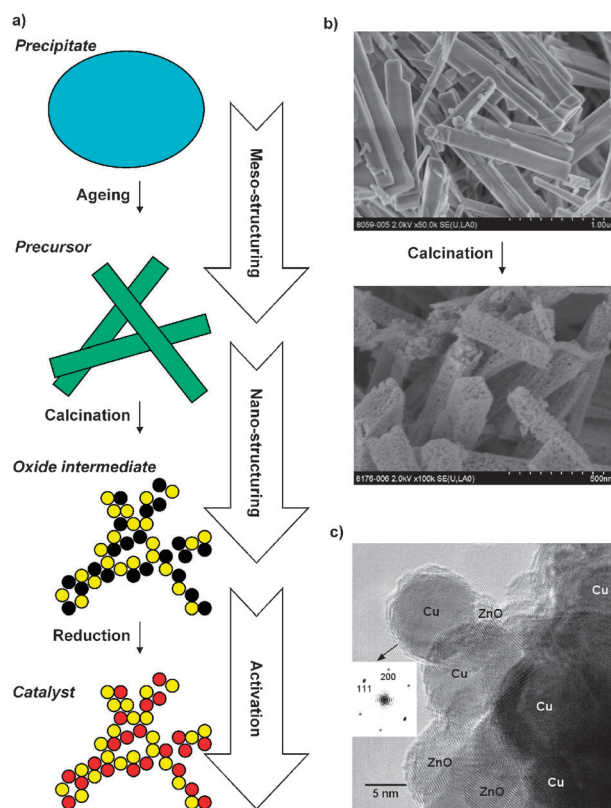 a)
Precipitate
Ageing
Meso-structuring
Precursor
Calcination
Nano-structuring
Oxide intermediate
Reduction
Activation
Catalyst
b)
8059-005 2.0kV x50.0k SE(U,LA0)
1.00um
Calcination
8176-006 2.0kV x100k SE(U,LA0)
500nm
c)
Cu
ZnO
Cu
200
111
Cu
Cu
ZnO
ZnO
Cu
5 nm